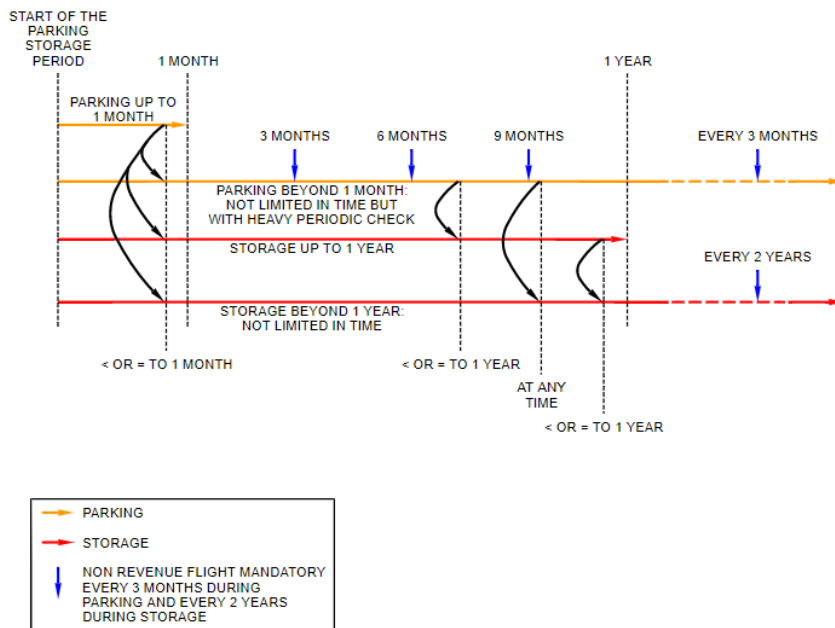 START OF THE
PARKING
STORAGE
PERIOD
1 MONTH
1 YEAR
PARKING UP TO
1 MONTH
3 MONTHS
6 MONTHS
9 MONTHS
EVERY 3 MONTHS
PARKING BEYOND 1 MONTH:
NOT LIMITED IN TIME BUT
WITH HEAVY PERIODIC CHECK
STORAGE UP TO 1 YEAR
EVERY 2 YEARS
STORAGE BEYOND 1 YEAR:
NOT LIMITED IN TIME
< OR = TO 1 MONTH
< OR = TO 1 YEAR
AT ANY
TIME
< OR = TO 1 YEAR
PARKING
STORAGE
NON REVENUE FLIGHT MANDATORY
EVERY 3 MONTHS DURING
PARKING AND EVERY 2 YEARS
DURING STORAGE